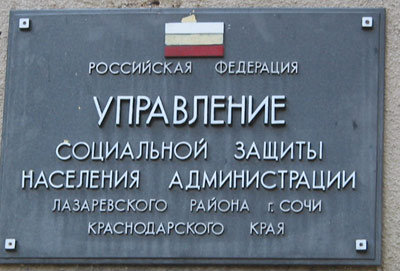 РОССИЙСКАЯ ФЕДЕРАЦИЯ
УПРАВЛЕНИЕ
СОЦИАЛЬНОЙ ЗАЩИТЫ
НАСЕЛЕНИЯ АДМИНИСТРАЦИИ
ЛАЗАРЕВСКОГО РАЙОНА г. СОЧИ
КРАСНОДАРСКОГО КРАЯ